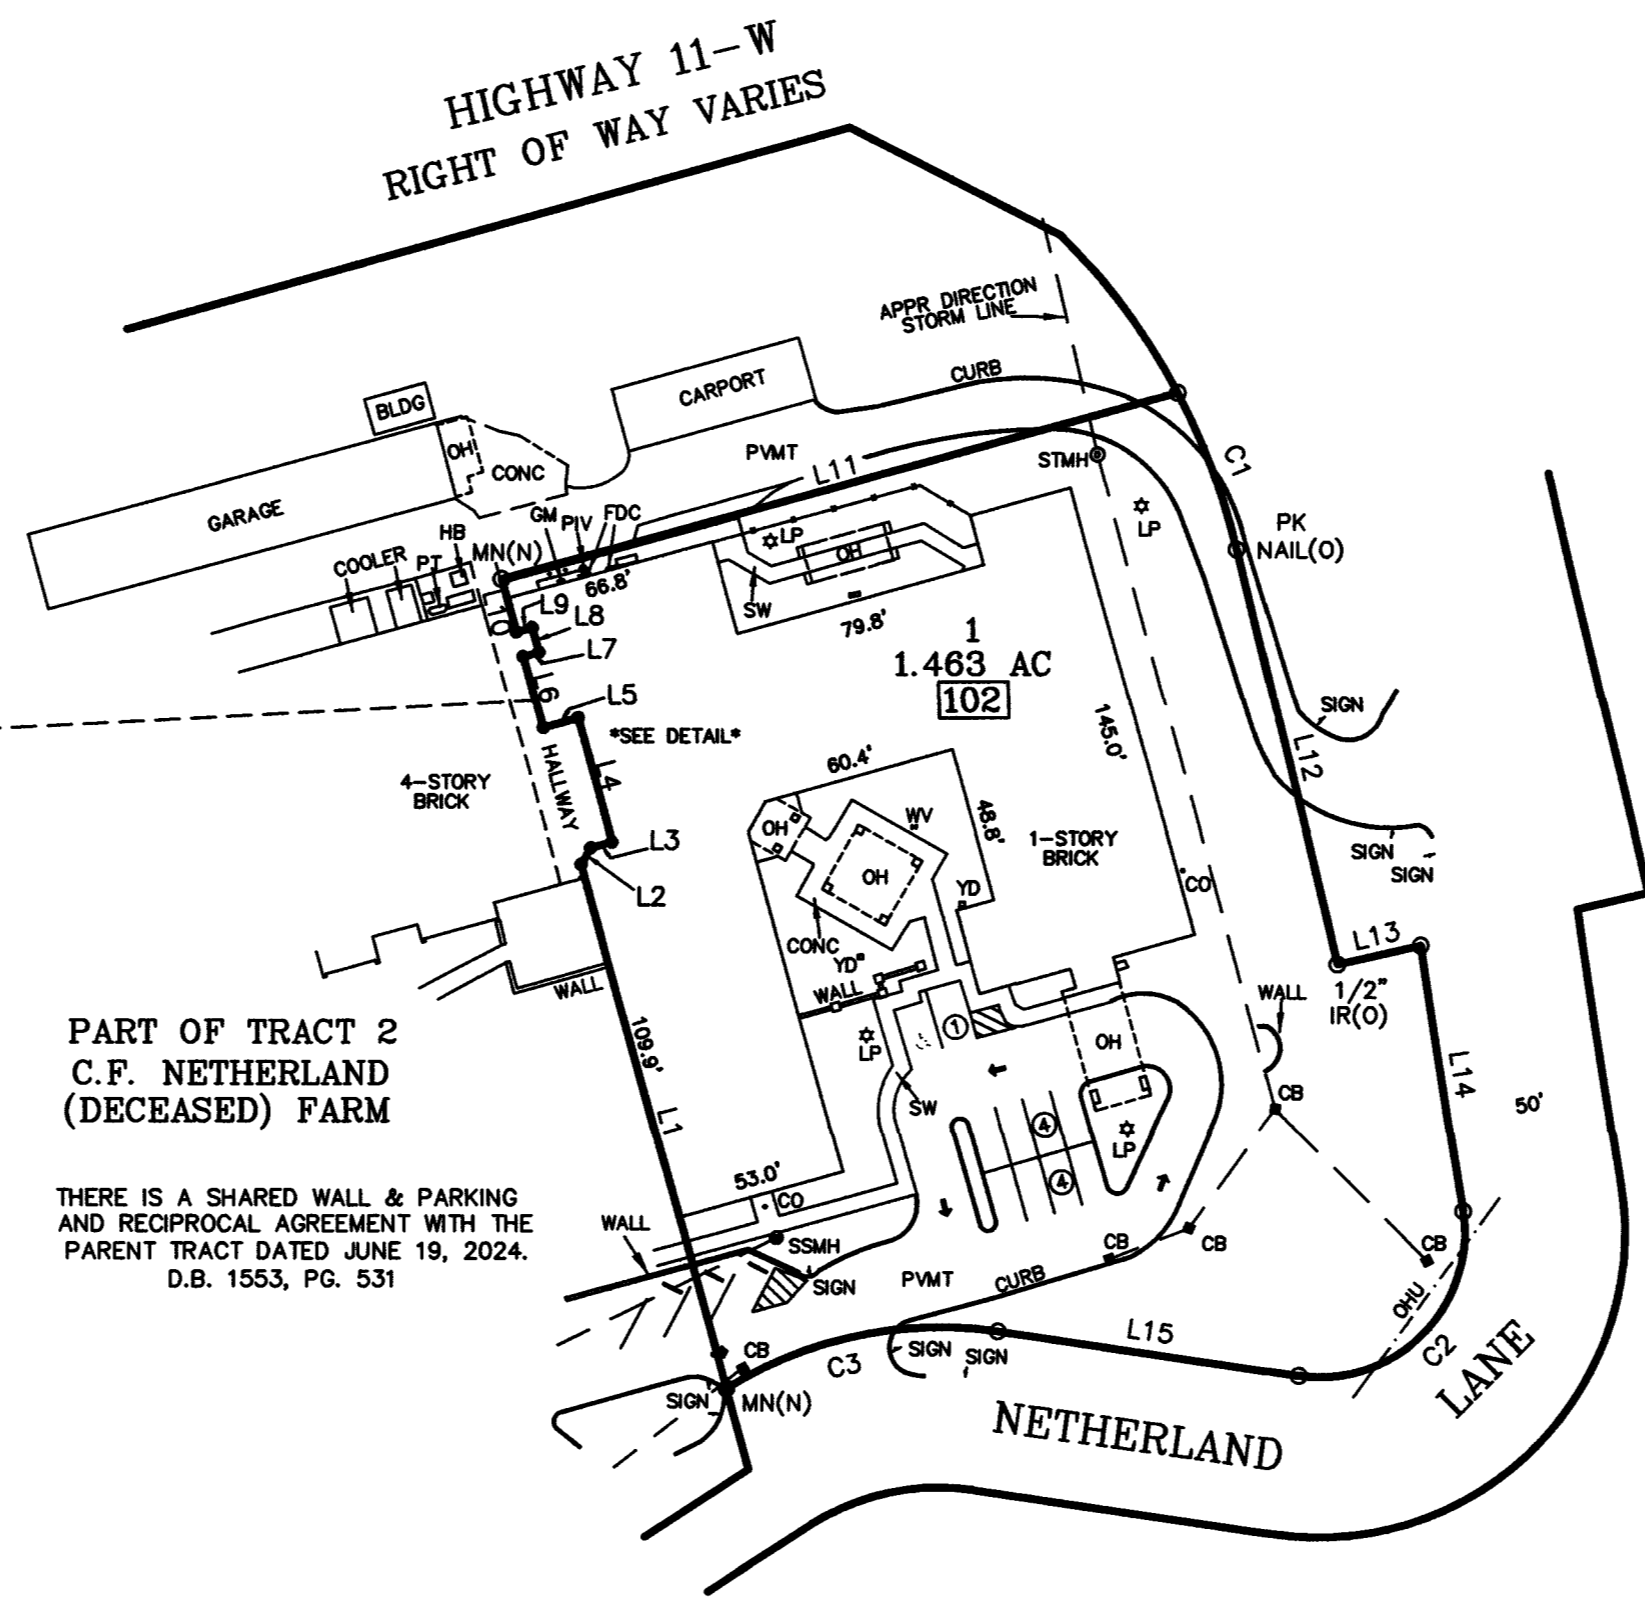 HIGHWAY 11-W
RIGHT OF WAY VARIES
APPR DIRECTION
STORM LINE
CURB
CARPORT
BLDG
OH
CONC
PVMT
L11
STMH
C1
LP
PK
NAIL(O)
GARAGE
GM
PIV
FDC
HB
MN(N)
COOLER
PT
66.8'
LP
OH
SW
79.8'
L9
L8
L7
L6
L5
1
1.463 AC
102
*SEE DETAIL*
145.0'
SIGN
L12
4-STORY
BRICK
HALLWAY
L4
60.4'
48.8'
OH
WV
1-STORY
BRICK
L3
L2
OH
YD
CO
SIGN
SIGN
CONC
YD
WALL
WALL
L13
1/2"
IR(O)
WALL
PART OF TRACT 2
C.F. NETHERLAND
(DECEASED) FARM
109.9'
L1
LP
1
OH
SW
4
LP
4
CB
L14
50'
THERE IS A SHARED WALL & PARKING
AND RECIPROCAL AGREEMENT WITH THE
PARENT TRACT DATED JUNE 19, 2024.
D.B. 1553, PG. 531
53.0'
CO
WALL
SSMH
SIGN
PVMT
CURB
CB
CB
CB
OHU
CB
C3
SIGN
SIGN
L15
C2
SIGN
MN(N)
NETHERLAND
LANE